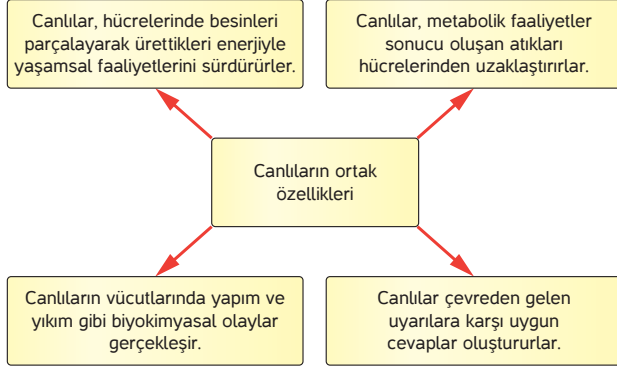 Canlılar, hücrelerinde besinleri
parçalayarak ürettikleri enerjiyle
yaşamsal faaliyetlerini sürdürürler.
Canlılar, metabolik faaliyetler
sonucu oluşan atıkları
hücrelerinden uzaklaştırırlar.
Canlıların ortak
özellikleri
Canlıların vücutlarında yapım ve
yıkım gibi biyokimyasal olaylar
gerçekleşir.
Canlılar çevreden gelen
uyarılara karşı uygun
cevaplar oluştururlar.